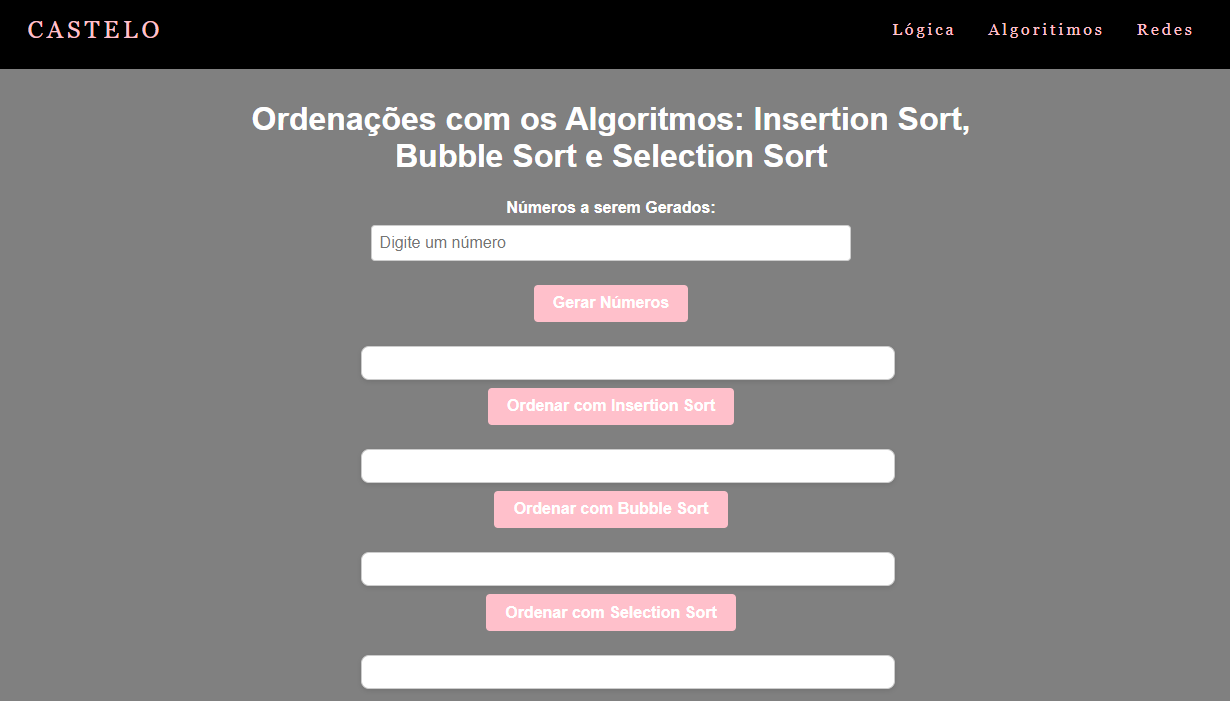 CASTELO
Lógica Algoritimos Redes
Ordenações com os Algoritmos: Insertion Sort,
Bubble Sort e Selection Sort
Números a serem Gerados:
Digite um número
Gerar Números
Ordenar com Insertion Sort
Ordenar com Bubble Sort
Ordenar com Selection Sort